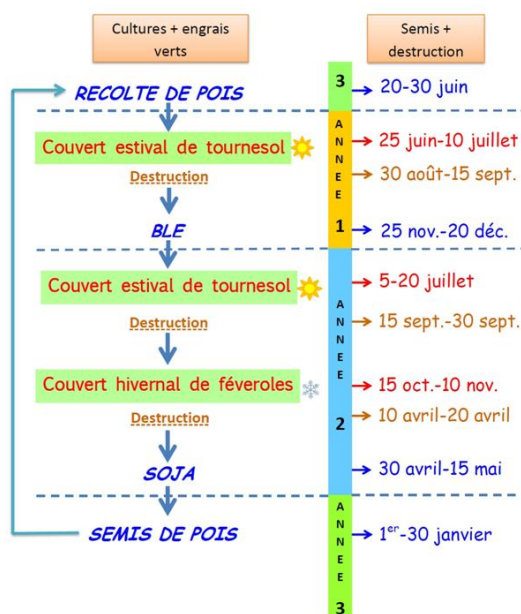 Cultures + engrais
verts
Semis +
destruction
RECOLTE DE POIS
3
20-30 juin
Couvert estival de tournesol
25 juin-10 juillet
Destruction
30 août-15 sept.
ANNEE
1
BLE
25 nov.-20 déc.
Couvert estival de tournesol
5-20 juillet
Destruction
15 sept.-30 sept.
ANNEE
2
Couvert hivernal de féveroles
15 oct.-10 nov.
Destruction
10 avril-20 avril
SOJA
30 avril-15 mai
SEMIS DE POIS
1er-30 janvier
ANNEE
3